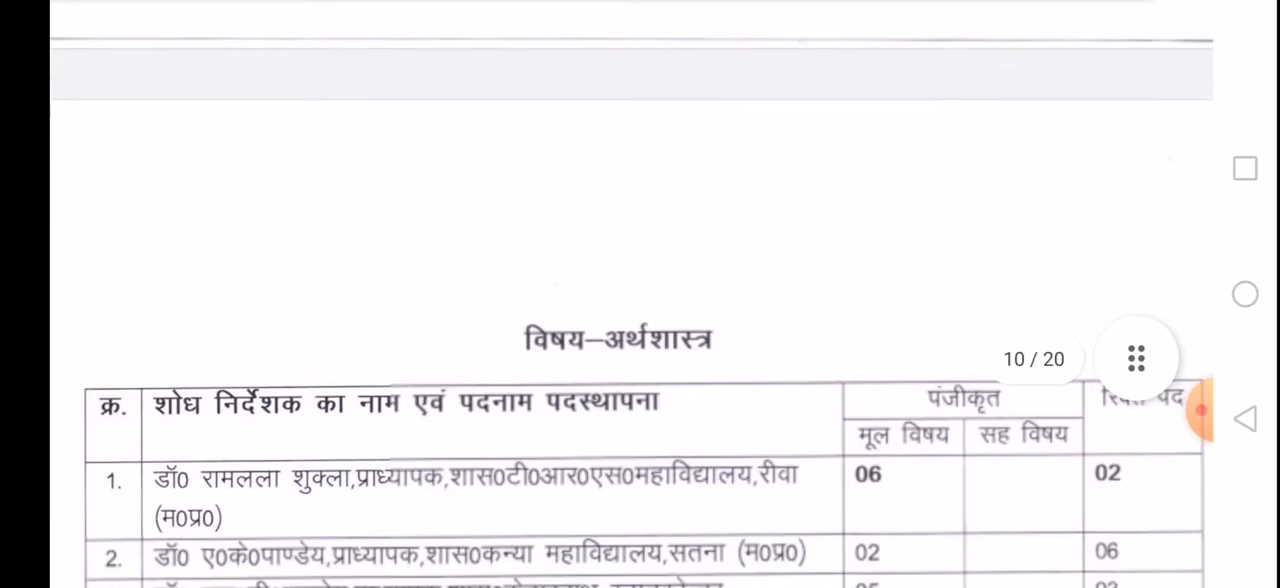 विषय–अर्थशास्त्र
10 / 20
क्र. शोध निर्देशक का नाम एवं पदनाम पदस्थापना पंजीकृत पद
मूल विषय सह विषय
1. डॉ0 रामलला शुक्ला,प्राध्यापक,शास0टी0आर0एस0महाविद्यालय,रीवा 06 02
(म0प्र0)
2. डॉ0 ए0के0पाण्डेय,प्राध्यापक,शास0कन्या महाविद्यालय,सतना (म0प्र0) 02 06